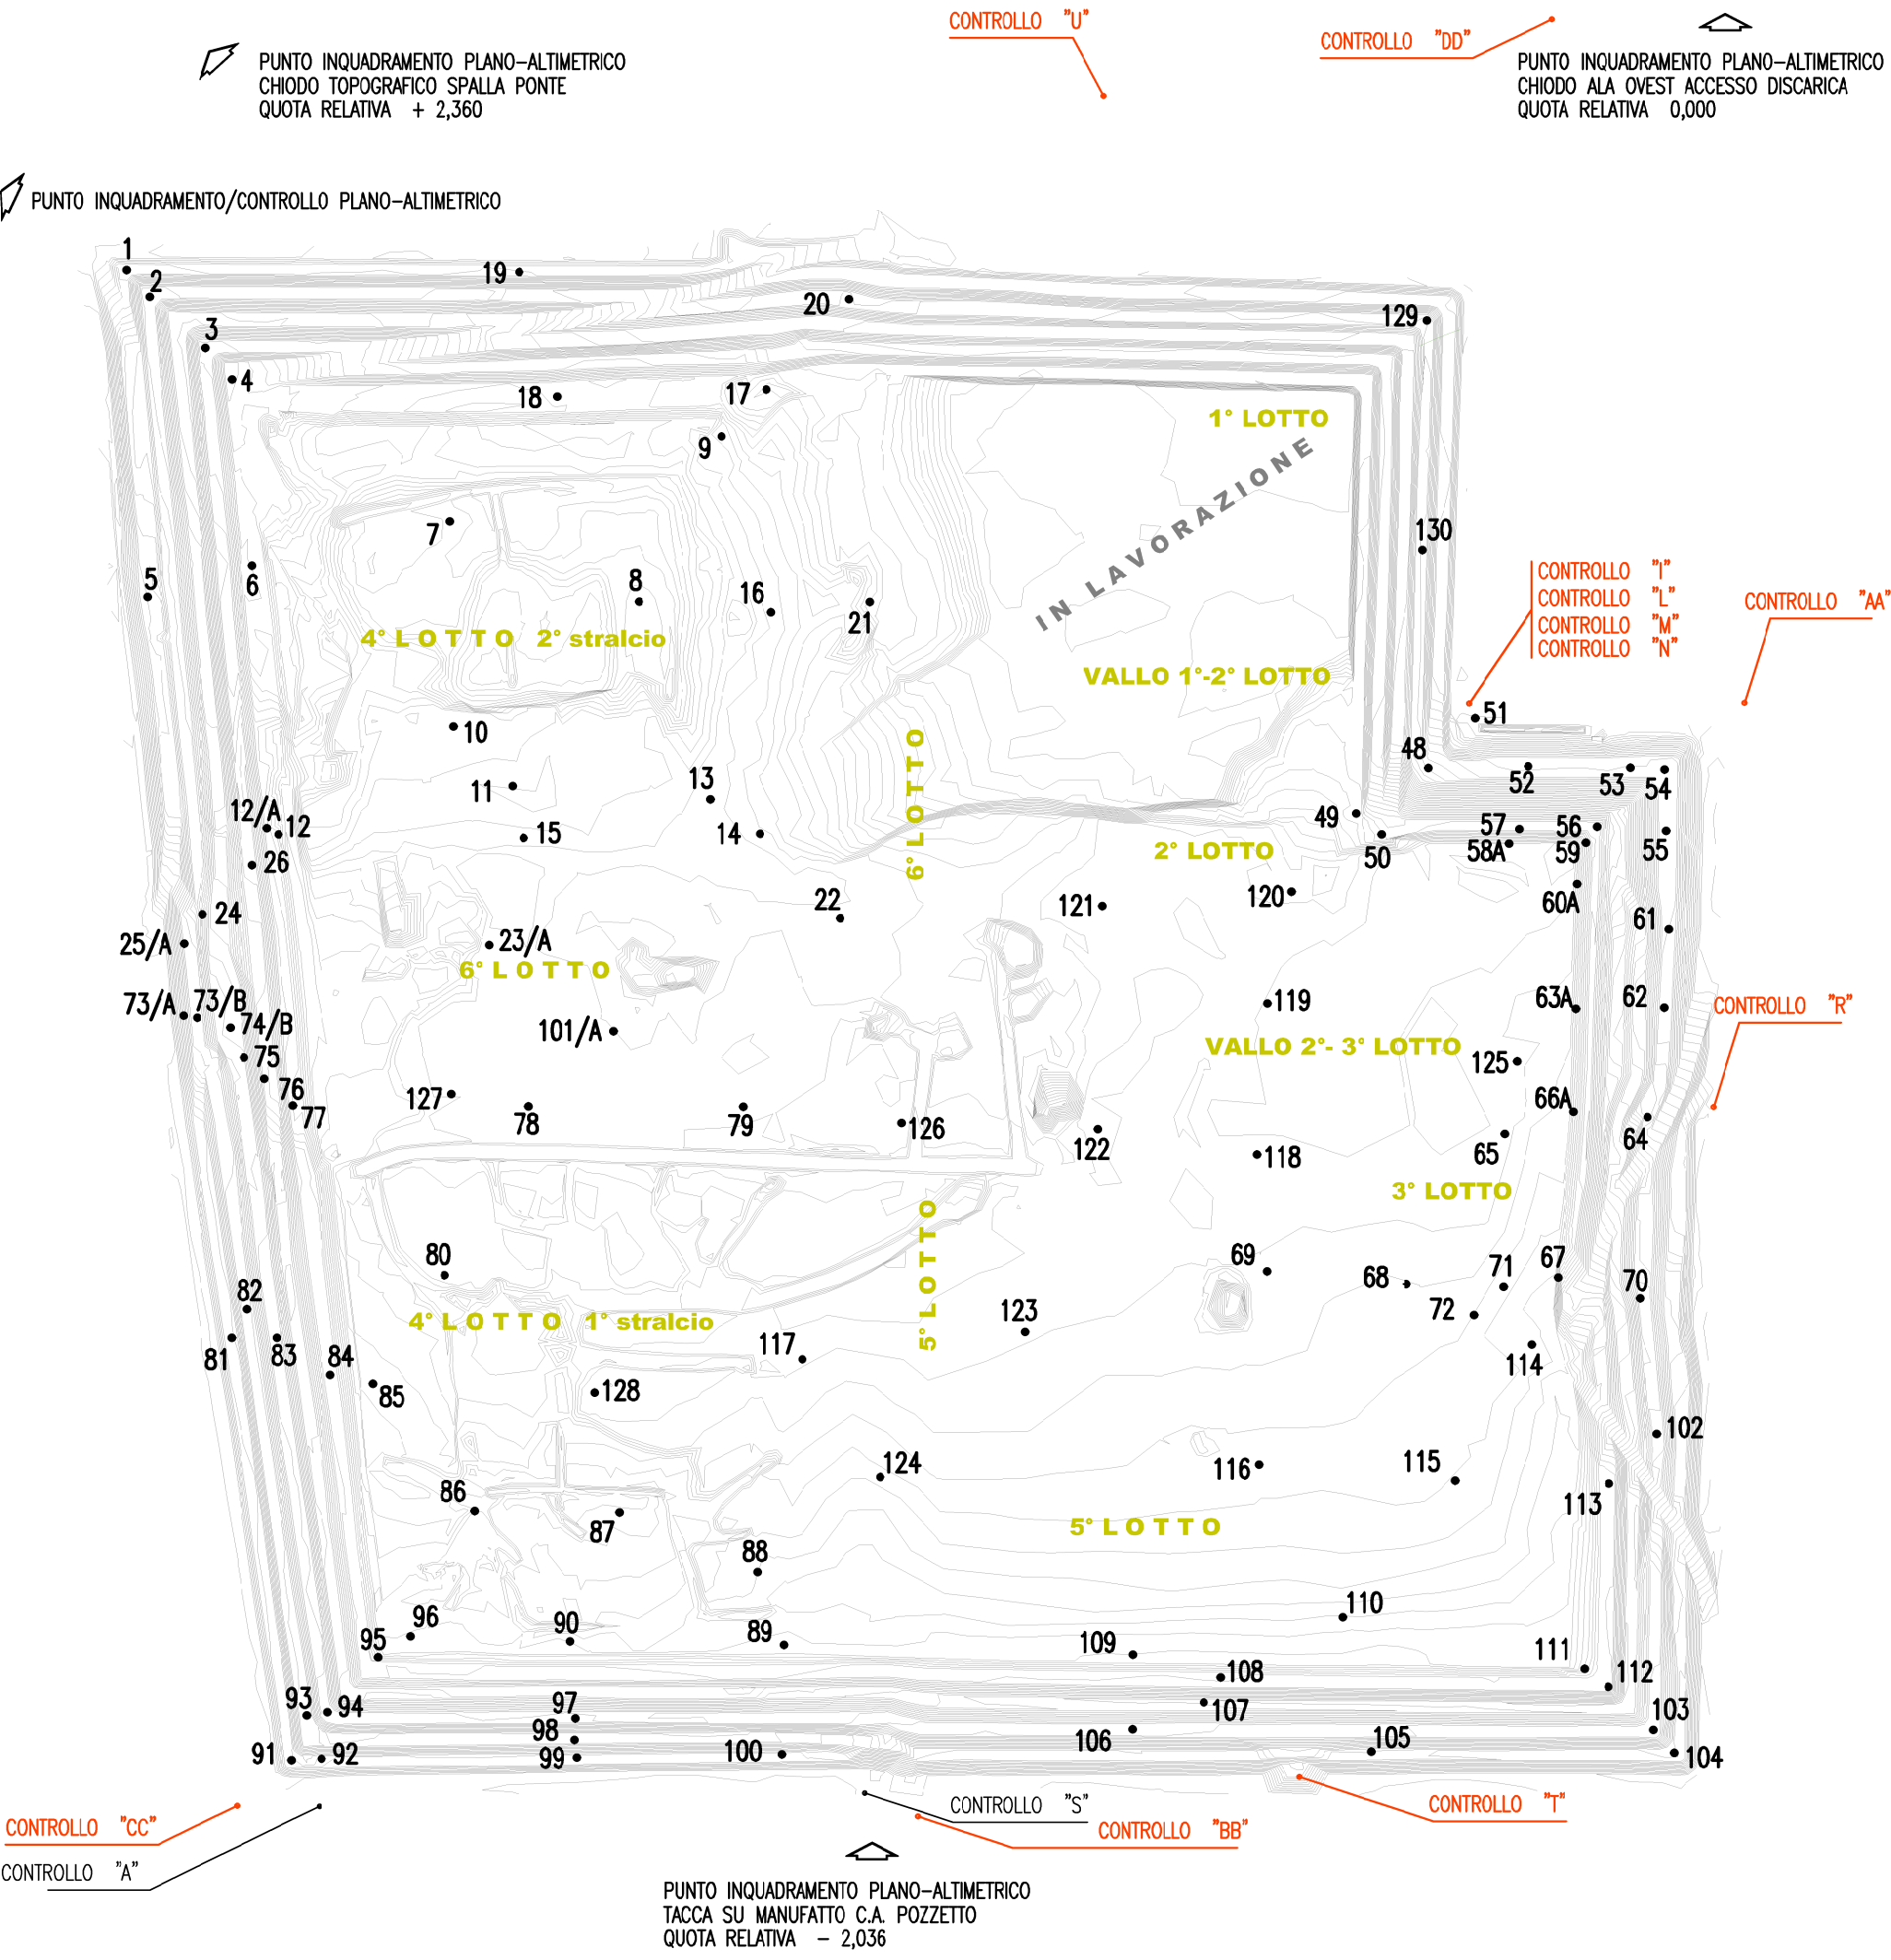 CONTROLLO "U"
CONTROLLO "DD"
PUNTO INQUADRAMENTO PLANO-ALTIMETRICO
CHIODO TOPOGRAFICO SPALLA PONTE
QUOTA RELATIVA + 2,360
PUNTO INQUADRAMENTO PLANO-ALTIMETRICO
CHIODO ALA OVEST ACCESSO DISCARICA
QUOTA RELATIVA 0,000
PUNTO INQUADRAMENTO/CONTROLLO PLANO-ALTIMETRICO
1
2
19
20
129
3
4
18
17
9
1° LOTTO
IN LAVORAZIONE
7
130
5
6
8
16
21
CONTROLLO "I"
CONTROLLO "L"
CONTROLLO "M"
CONTROLLO "N"
CONTROLLO "AA"
4° L O T T O 2° stralcio
VALLO 1°-2° LOTTO
51
10
48
52
53
54
11
13
6° L O T T O
12/A
12
15
14
49
50
57
56
58A
59
55
2° LOTTO
26
22
121
120
60A
24
61
25/A
23/A
6° L O T T O
73/A
73/B
74/B
101/A
119
63A
62
CONTROLLO "R"
75
VALLO 2°- 3° LOTTO
125
76
77
127
78
79
126
122
66A
64
118
65
3° LOTTO
5° L O T T O
80
69
68
71
67
70
82
72
4° L O T T O 1° stralcio
123
81
83
84
117
114
85
128
102
124
116
115
86
87
113
5° L O T T O
88
110
96
90
89
109
95
111
108
112
93
94
97
107
103
98
106
91
92
99
100
105
104
CONTROLLO "CC"
CONTROLLO "S"
CONTROLLO "T"
CONTROLLO "BB"
CONTROLLO "A"
PUNTO INQUADRAMENTO PLANO-ALTIMETRICO
TACCA SU MANUFATTO C.A. POZZETTO
QUOTA RELATIVA - 2,036